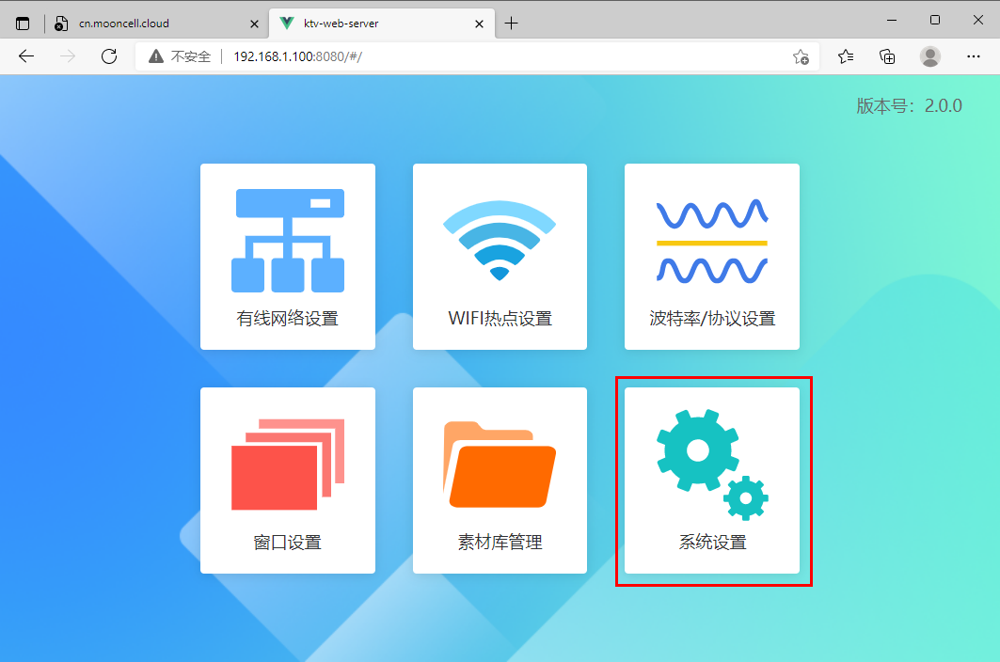 cn.mooncell.cloud
ktv-web-server
不安全
192.168.1.100:8080/#/
版本号：2.0.0
有线网络设置
WIFI热点设置
波特率/协议设置
窗口设置
素材库管理
系统设置